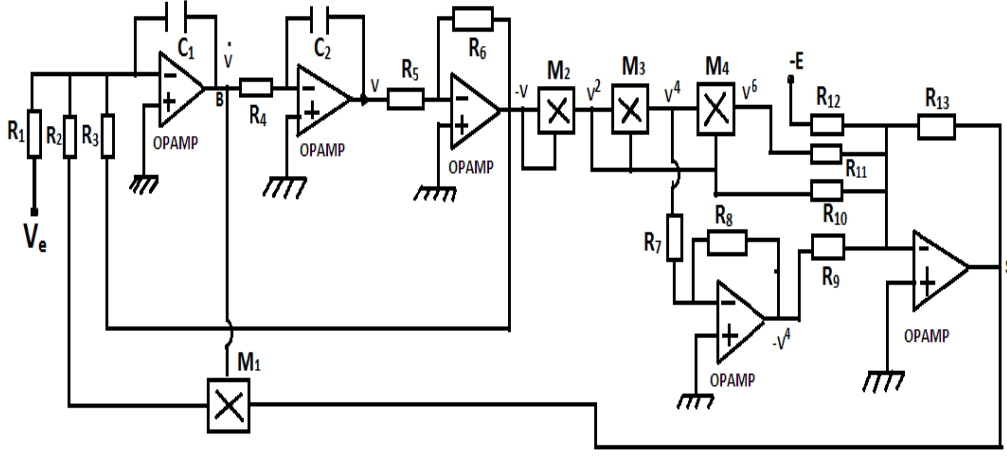 C₁
V̇
B
OPAMP
R₁
R₂
R₃
Vₑ
R₄
C₂
V
OPAMP
R₅
R₆
-V
OPAMP
M₂
V²
M₃
V⁴
M₄
V⁶
-E
R₁₂
R₁₃
R₁₁
R₁₀
R₉
R₇
R₈
-V⁴
OPAMP
OPAMP
M₁